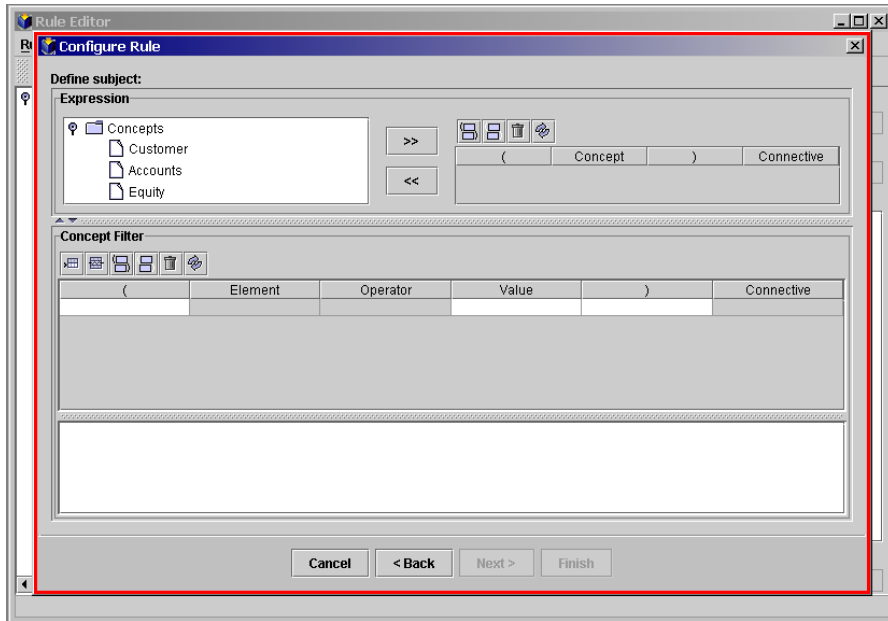 Rule Editor
Configure Rule
Define subject:
Expression
Concepts
Customer
Accounts
Equity
>>
<<
( Concept ) Connective
Concept Filter
( Element Operator Value ) Connective
Cancel < Back Next > Finish